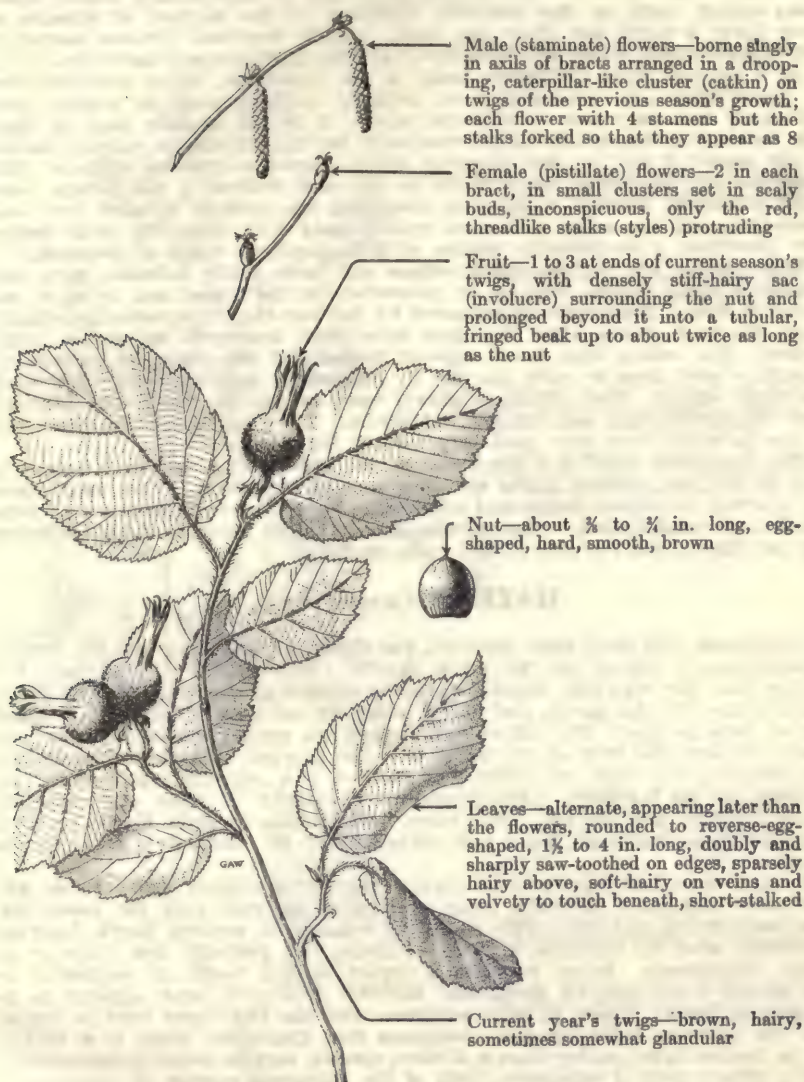 Male (staminate) flowers—borne singly
in axils of bracts arranged in a droop-
ing, caterpillar-like cluster (catkin) on
twigs of the previous season's growth;
each flower with 4 stamens but the
stalks forked so that they appear as 8
Female (pistillate) flowers—2 in each
bract, in small clusters set in scaly
buds, inconspicuous, only the red,
threadlike stalks (styles) protruding
Fruit—1 to 3 at ends of current season's
twigs, with densely stiff-hairy sac
(involucre) surrounding the nut and
prolonged beyond it into a tubular,
fringed beak up to about twice as long
as the nut
Nut—about to ¾ in. long, egg-
shaped, hard, smooth, brown
Leaves—alternate, appearing later than
the flowers, rounded to reverse-egg-
shaped, 1½ to 4 in. long, doubly and
sharply saw-toothed on edges, sparsely
hairy above, soft-hairy on veins and
velvety to touch beneath, short-stalked
GAW
Current year's twigs—brown, hairy,
sometimes somewhat glandular